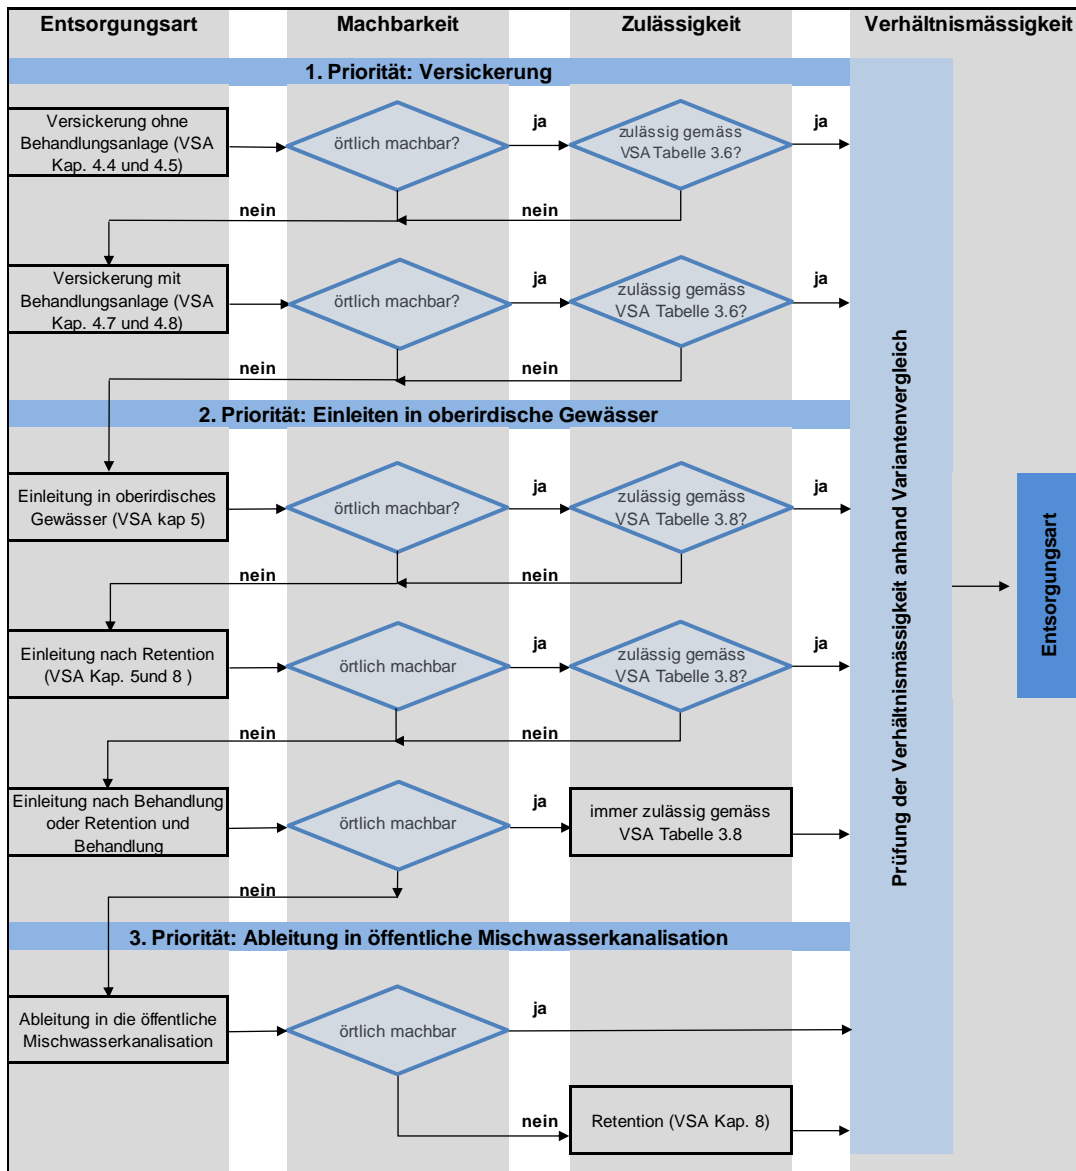 Entsorgungsart
Machbarkeit
Zulässigkeit
Verhältnismässigkeit
1. Priorität: Versickerung
Versickerung ohne
Behandlungsanlage (VSA
Kap. 4.4 und 4.5)
örtlich machbar?
ja
zulässig gemäss
VSA Tabelle 3.6?
ja
nein
nein
Versickerung mit
Behandlungsanlage (VSA
Kap. 4.7 und 4.8)
örtlich machbar?
ja
zulässig gemäss
VSA Tabelle 3.6?
ja
nein
nein
2. Priorität: Einleiten in oberirdische Gewässer
Einleitung in oberirdisches
Gewässer (VSA kap 5)
örtlich machbar?
ja
zulässig gemäss
VSA Tabelle 3.8?
ja
nein
nein
Einleitung nach Retention
(VSA Kap. 5und 8 )
örtlich machbar
ja
zulässig gemäss
VSA Tabelle 3.8?
ja
nein
nein
Einleitung nach Behandlung
oder Retention und
Behandlung
örtlich machbar
ja
immer zulässig gemäss
VSA Tabelle 3.8
nein
3. Priorität: Ableitung in öffentliche Mischwasserkanalisation
Ableitung in die öffentliche
Mischwasserkanalisation
örtlich machbar
ja
nein
Retention (VSA Kap. 8)
Prüfung der Verhältnismässigkeit anhand Variantenvergleich
Entsorgungsart